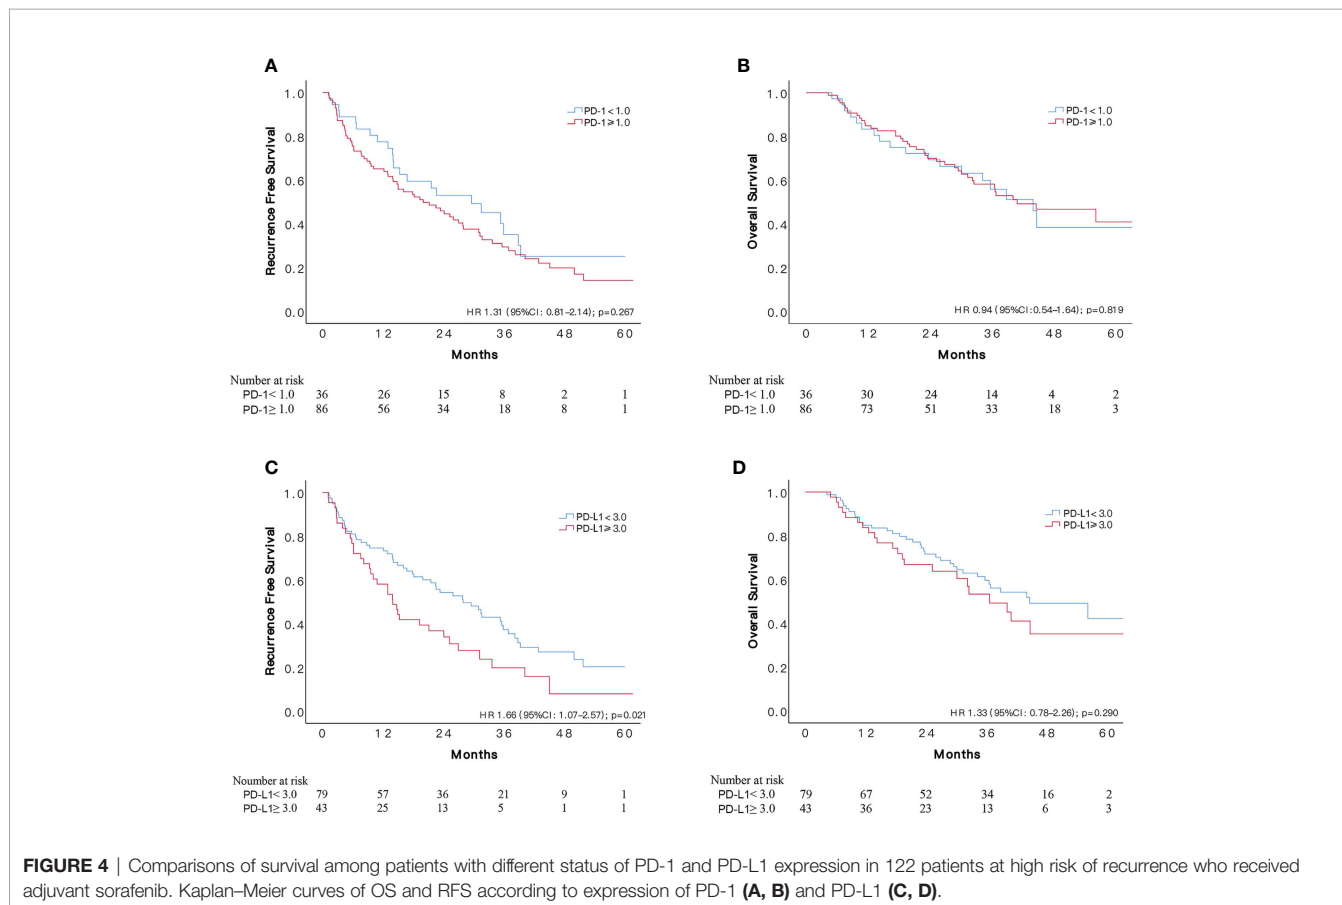 A
1.0
0.8
0.6
0.4
0.2
0.0
Recurrence Free Survival
PD-1 < 1.0
PD-1 ≥ 1.0
HR 1.31 (95%CI: 0.81–2.14); p=0.267
0 12 24 36 48 60
Months
Number at risk
PD-1< 1.0 36 26 15 8 2 1
PD-1≥ 1.0 86 56 34 18 8 1
B
1.0
0.8
0.6
0.4
0.2
0.0
Overall Survival
PD-1 < 1.0
PD-1 ≥ 1.0
HR 0.94 (95%CI:0.54–1.64); p=0.819
0 12 24 36 48 60
Months
Number at risk
PD-1< 1.0 36 30 24 14 4 2
PD-1≥ 1.0 86 73 51 33 18 3
C
1.0
0.8
0.6
0.4
0.2
0.0
Recurrence Free Survival
PD-L1 < 3.0
PD-L1 ≥ 3.0
HR 1.66 (95%CI: 1.07–2.57); p=0.021
0 12 24 36 48 60
Months
Noumber at risk
PD-L1< 3.0 79 57 36 21 9 1
PD-L1≥ 3.0 43 25 13 5 1 1
D
1.0
0.8
0.6
0.4
0.2
0.0
Overall Survival
PD-L1 < 3.0
PD-L1 ≥ 3.0
HR 1.33 (95%CI: 0.78–2.26); p=0.290
0 12 24 36 48 60
Months
Number at risk
PD-L1< 3.0 79 67 52 34 16 2
PD-L1≥ 3.0 43 36 23 13 6 3
FIGURE 4 | Comparisons of survival among patients with different status of PD-1 and PD-L1 expression in 122 patients at high risk of recurrence who received
adjuvant sorafenib. Kaplan–Meier curves of OS and RFS according to expression of PD-1 (A, B) and PD-L1 (C, D).